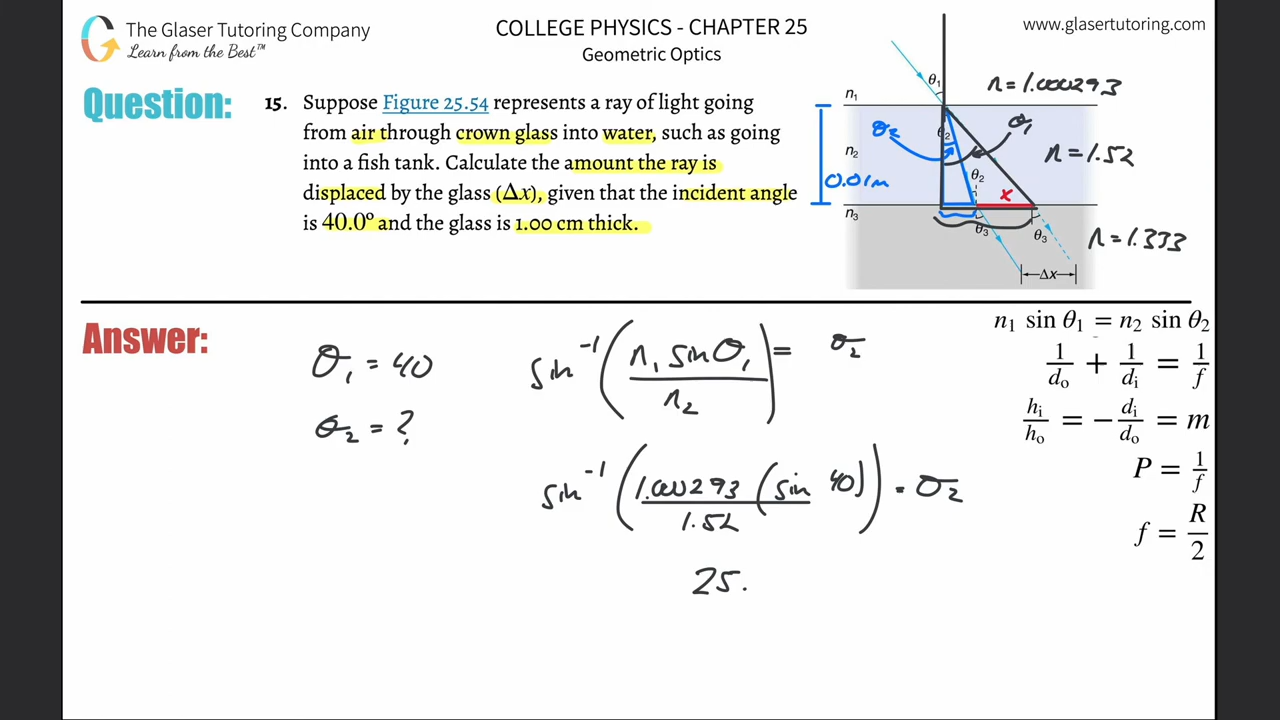 The Glaser Tutoring Company
Learn from the Best™
COLLEGE PHYSICS - CHAPTER 25
Geometric Optics
www.glasertutoring.com
Question:
15. Suppose Figure 25.54 represents a ray of light going
from air through crown glass into water, such as going
into a fish tank. Calculate the amount the ray is
displaced by the glass (Δx), given that the incident angle
is 40.0º and the glass is 1.00 cm thick.
θ₁
n = 1.000293
n₁
θ₂
θ₂
θ₁
n₂
n = 1.52
0.01m
θ₂
x
n₃
θ₃
θ₃
n = 1.333
Δx
Answer:
θ₁ = 40
θ₂ = ?
sin⁻¹ (n₁ sin θ₁ / n₂) = θ₂
sin⁻¹ (1.000293 (sin 40) / 1.52) = θ₂
25.
n₁ sin θ₁ = n₂ sin θ₂
1/dₒ + 1/dᵢ = 1/f
hᵢ/hₒ = −dᵢ/dₒ = m
P = 1/f
f = R/2